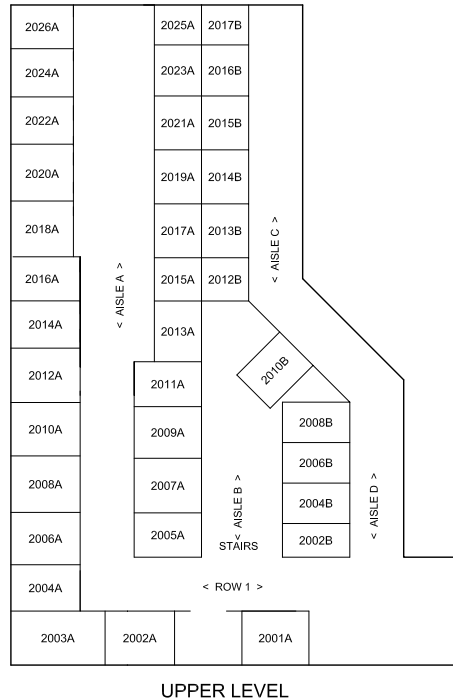 2026A
2025A 2017B
2024A
2023A 2016B
2022A
2021A 2015B
2020A
2019A 2014B
2018A
2017A 2013B
< AISLE C >
2016A
2015A 2012B
< AISLE A >
2014A
2013A
2012A
2011A
2010B
2010A
2009A
2008B
2006B
2008A
2007A
2004B
< AISLE B >
< AISLE D >
2006A
2005A
2002B
STAIRS
2004A
< ROW 1 >
2003A 2002A 2001A
UPPER LEVEL